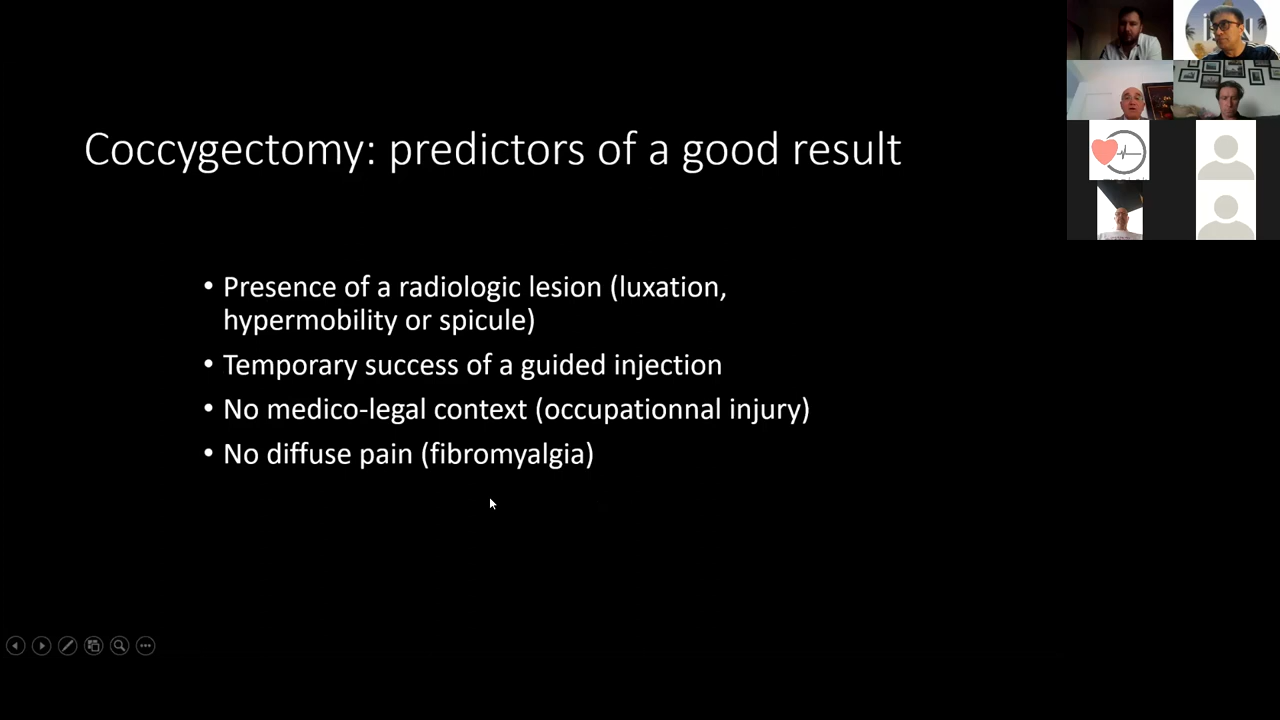 Coccygectomy: predictors of a good result
• Presence of a radiologic lesion (luxation,
hypermobility or spicule)
• Temporary success of a guided injection
• No medico-legal context (occupationnal injury)
• No diffuse pain (fibromyalgia)